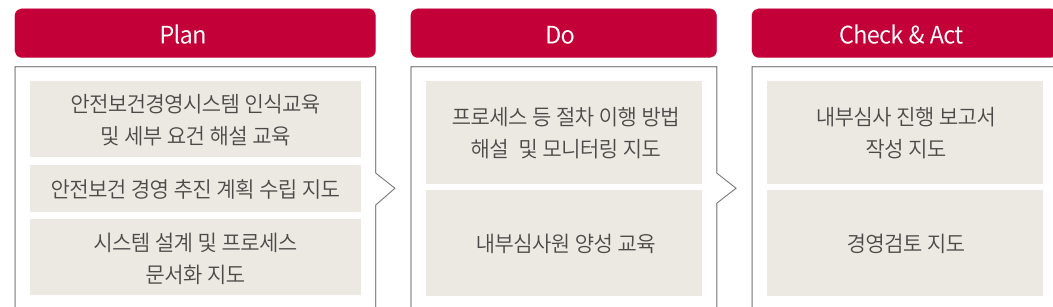 Plan
안전보건경영시스템 인식교육
및 세부 요건 해설 교육
안전보건 경영 추진 계획 수립 지도
시스템 설계 및 프로세스
문서화 지도
Do
프로세스 등 절차 이행 방법
해설 및 모니터링 지도
내부심사원 양성 교육
Check & Act
내부심사 진행 보고서
작성 지도
경영검토 지도